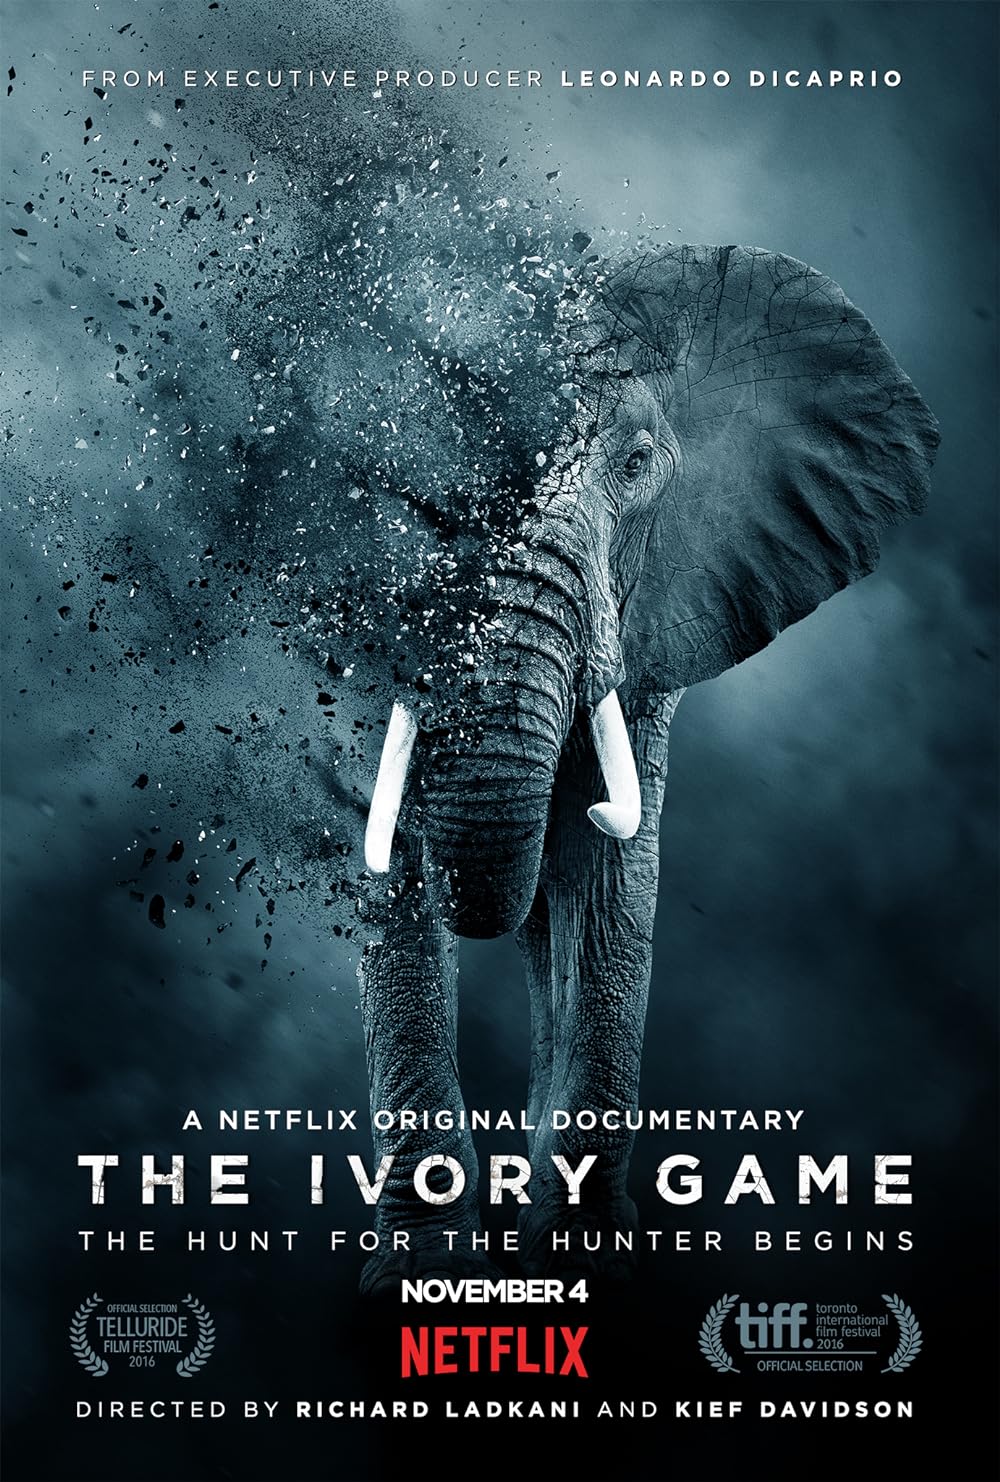 FROM EXECUTIVE PRODUCER LEONARDO DICAPRIO
A NETFLIX ORIGINAL DOCUMENTARY
THE IVORY GAME
THE HUNT FOR THE HUNTER BEGINS
NOVEMBER 4
NETFLIX
OFFICIAL SELECTION
TELLURIDE
FILM FESTIVAL
2016
tiff.
toronto
international
film festival
2016
OFFICIAL SELECTION
DIRECTED BY RICHARD LADKANI AND KIEF DAVIDSON